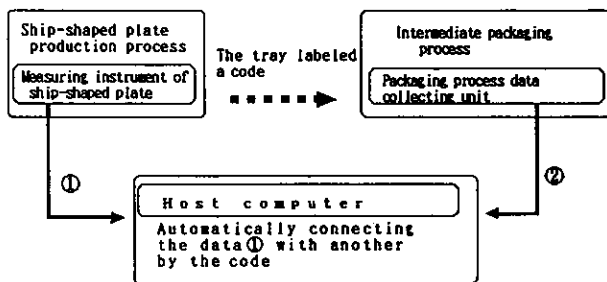 Ship-shaped plate
production process
Measuring instrument of
ship-shaped plate
The tray labeled
a code
Intermediate packaging
process
Packaging process data
collecting unit
①
②
Host computer
Automatically connecting
the data① with another
by the code